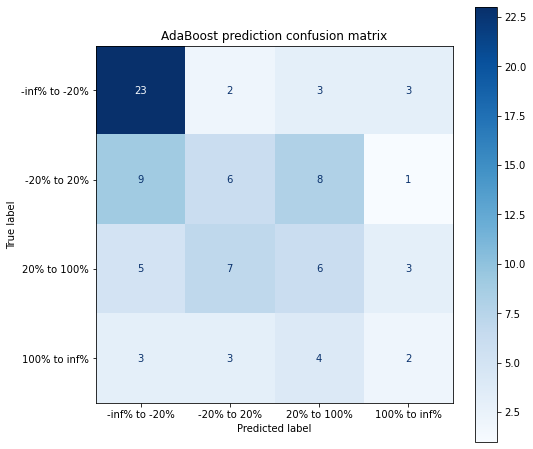 AdaBoost prediction confusion matrix
True label
-inf% to -20%
23 2 3 3
-20% to 20%
9 6 8 1
20% to 100%
5 7 6 3
100% to inf%
3 3 4 2
-inf% to -20% -20% to 20% 20% to 100% 100% to inf%
Predicted label
22.5
20.0
17.5
15.0
12.5
10.0
7.5
5.0
2.5